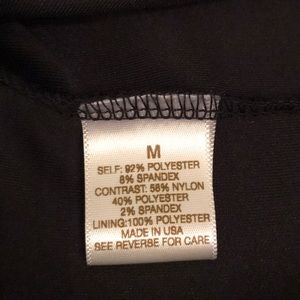 M
SELF: 92% POLYESTER
8% SPANDEX
CONTRAST: 58% NYLON
40% POLYESTER
2% SPANDEX
LINING:100% POLYESTER
MADE IN USA
SEE REVERSE FOR CARE